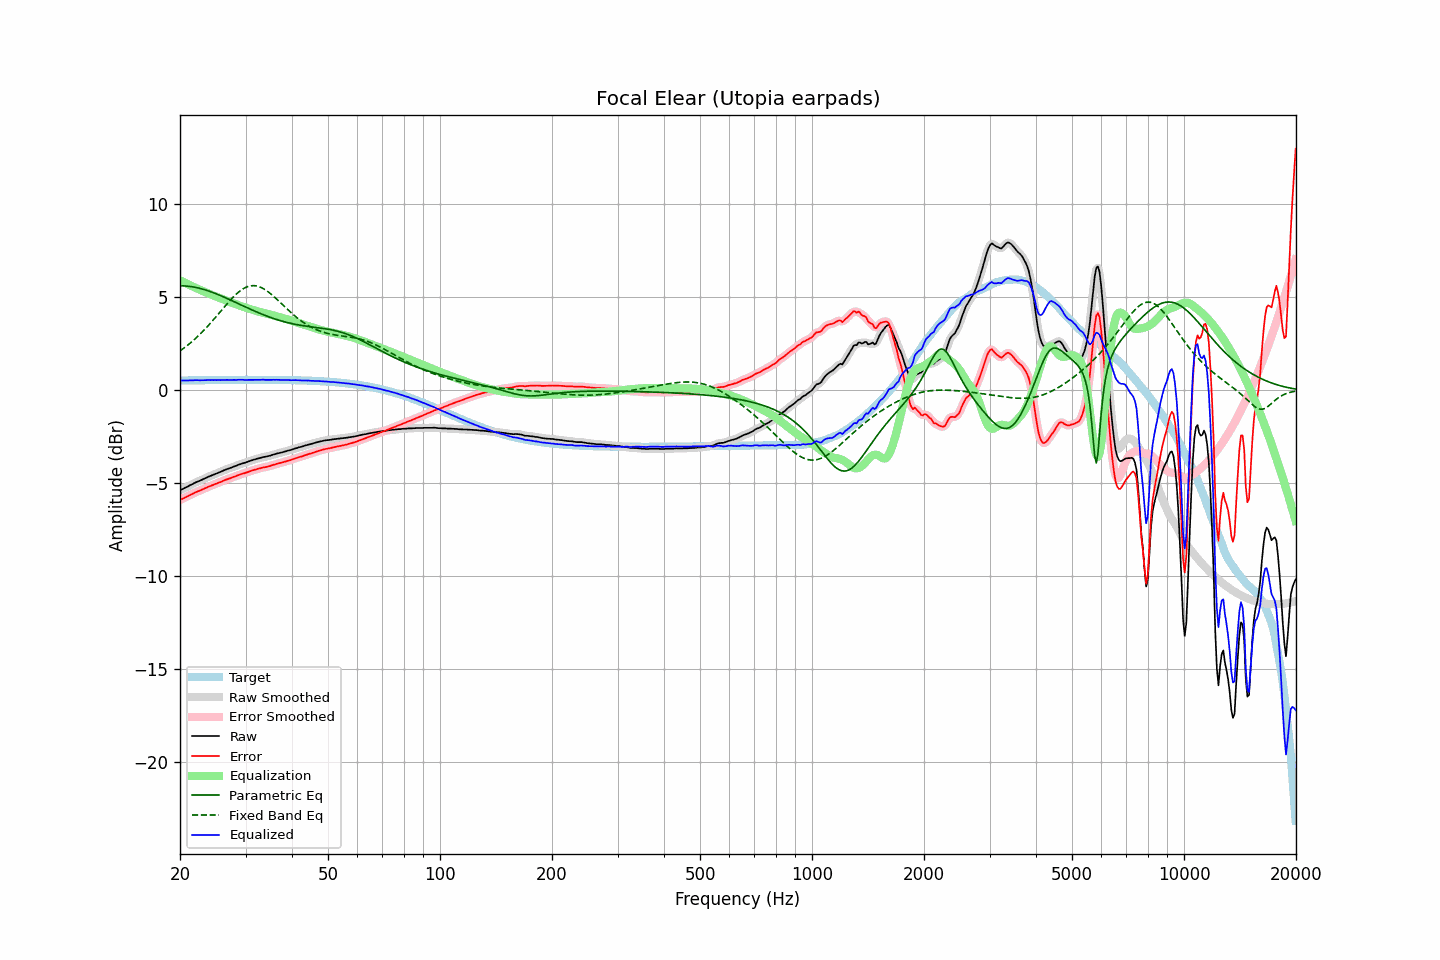 Focal Elear (Utopia earpads)
Amplitude (dBr)
10
5
0
−5
−10
−15
−20
Target
Raw Smoothed
Error Smoothed
Raw
Error
Equalization
Parametric Eq
Fixed Band Eq
Equalized
20 50 100 200 500 1000 2000 5000 10000 20000
Frequency (Hz)